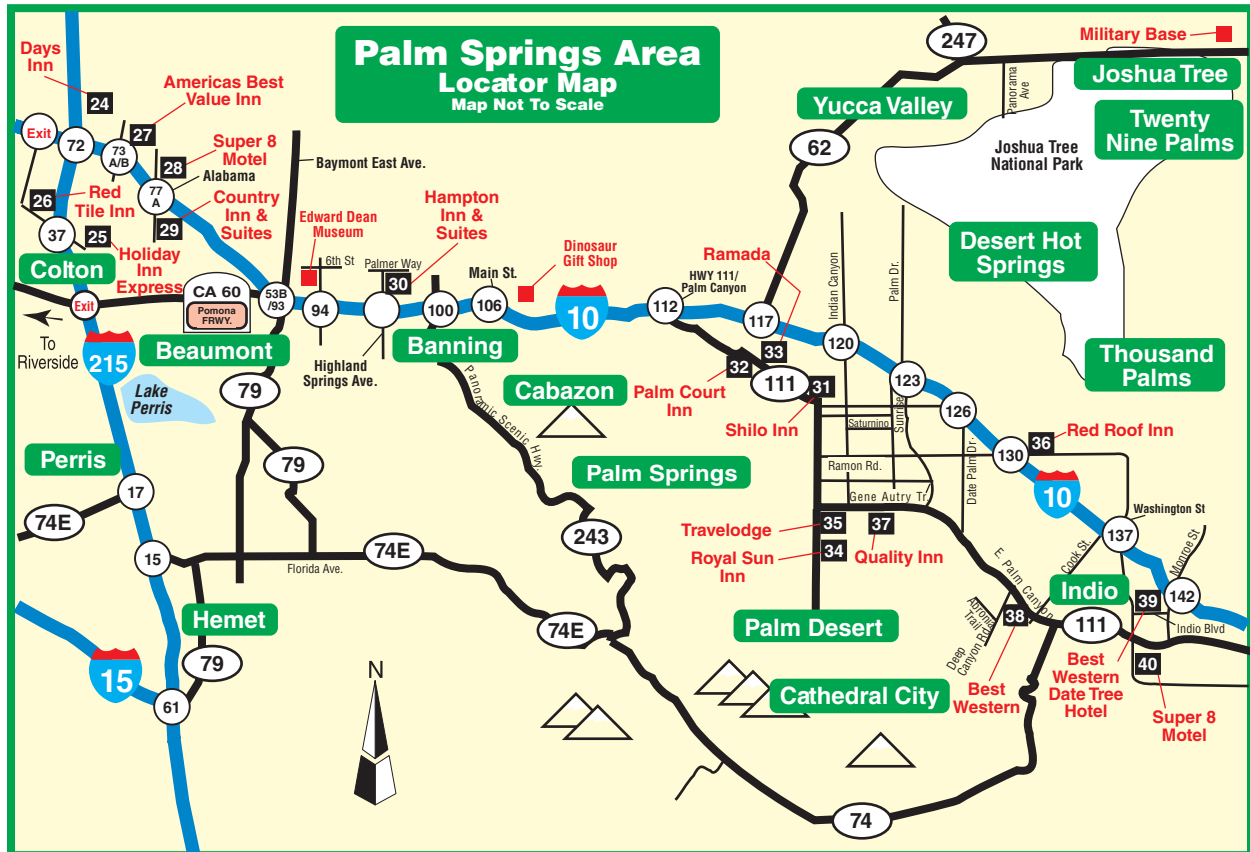 Palm Springs Area
Locator Map
Map Not To Scale
Days
Inn
24
Americas Best
Value Inn
27
Super 8
Motel
28
Alabama
Exit
72
73
A/B
77
A
26
Red
Tile Inn
29
Country
Inn &
Suites
37
25
Holiday
Inn
Express
Colton
Exit
CA 60
Pomona
FRWY.
To
Riverside
215
Beaumont
Lake
Perris
Baymont East Ave.
Edward Dean
Museum
6th St
Palmer Way
30
Hampton
Inn &
Suites
53B
/93
94
Highland
Springs Ave.
100
Main St.
106
Dinosaur
Gift Shop
10
Banning
Cabazon
Panoramic Scenic Hwy.
Palm Springs
247
Military Base
Joshua Tree
Panorama
Ave
Yucca Valley
62
Twenty
Nine Palms
Joshua Tree
National Park
Desert Hot
Springs
Thousand
Palms
Ramada
HWY 111/
Palm Canyon
112
117
Indian Canyon
Palm Dr.
120
123
33
32
Palm Court
Inn
111
31
Shilo Inn
Saturnino
Sunrise
126
Date Palm Dr.
Ramon Rd.
Gene Autry Tr.
130
36
Red Roof Inn
10
Travelodge
35
37
Quality Inn
Royal Sun
Inn
34
Palm Desert
E. Palm Canyon
Cook St.
Washington St
137
Monroe St
142
Indio
39
Indio Blvd
111
Abronia
Trail
38
Deep
Canyon Rd.
Best
Western
Best
Western
Date Tree
Hotel
40
Super 8
Motel
Cathedral City
74
79
79
Perris
17
74E
15
Florida Ave.
74E
243
74E
Hemet
79
15
61
N